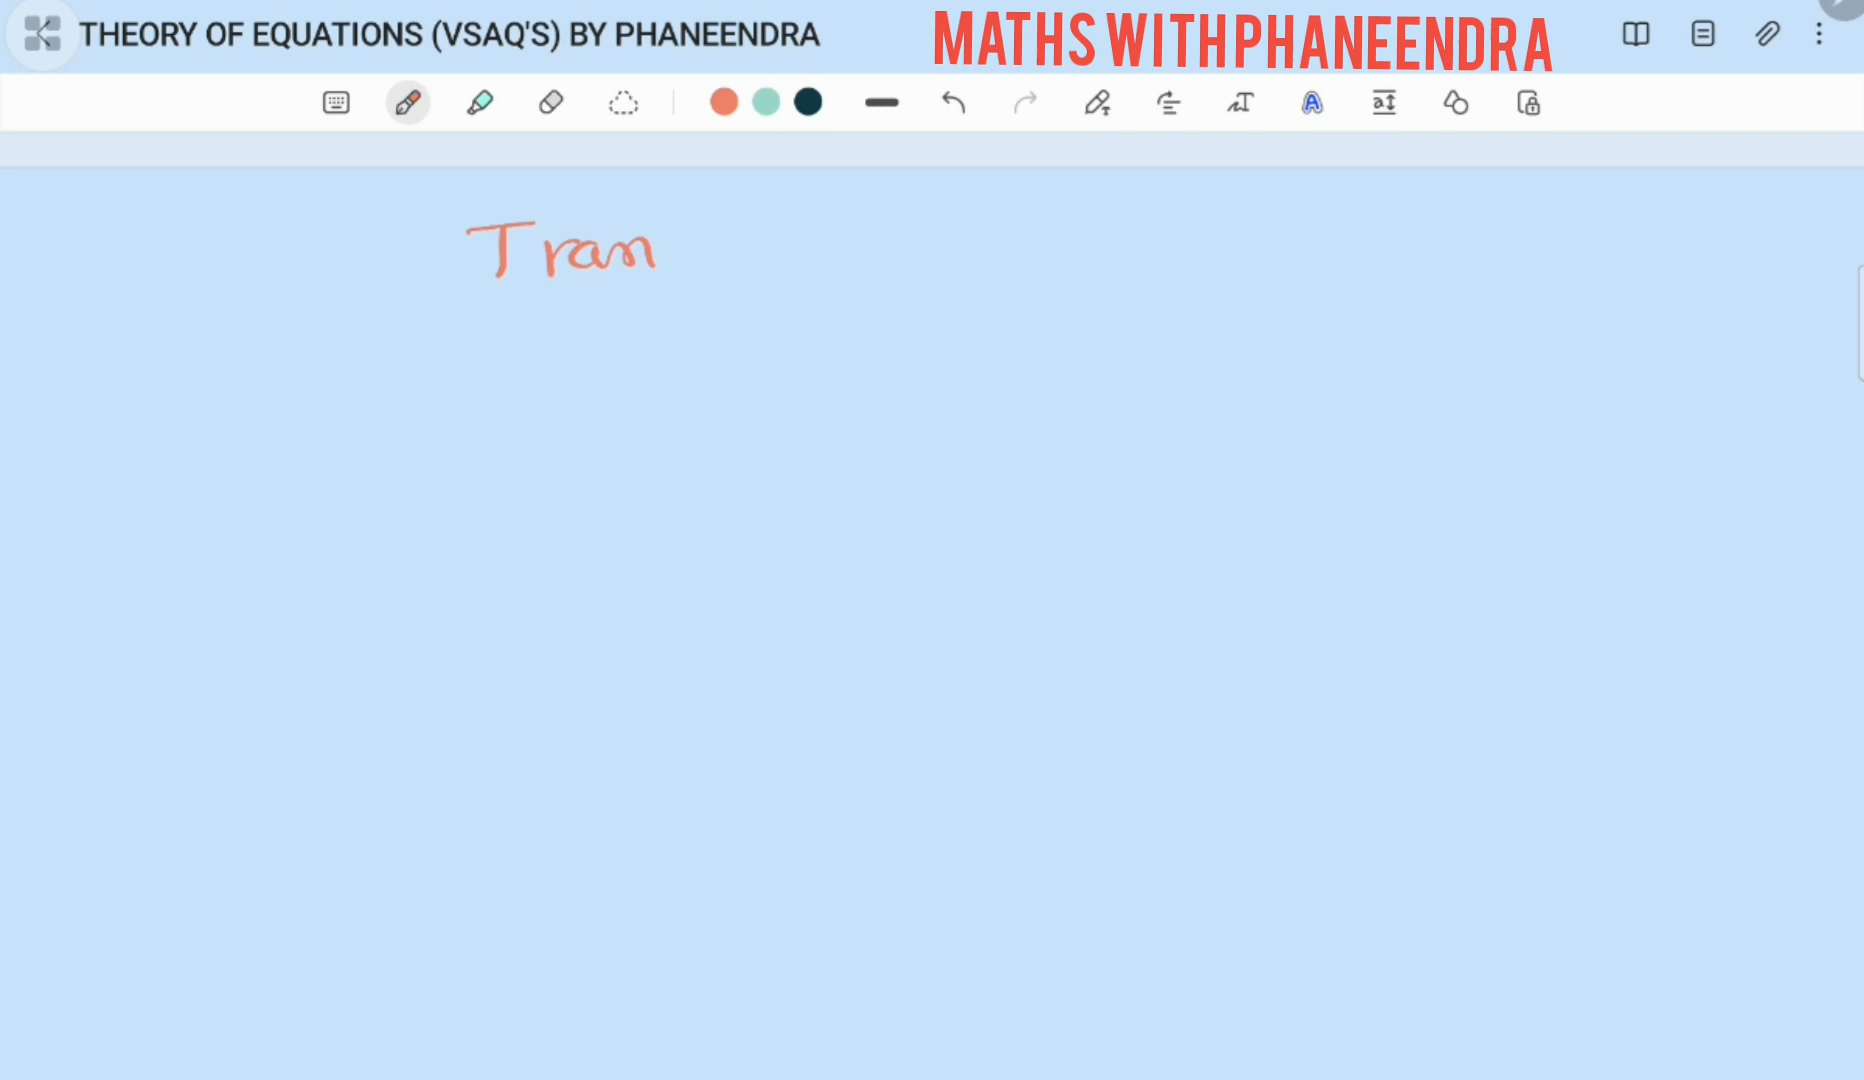 THEORY OF EQUATIONS (VSAQ'S) BY PHANEENDRA
MATHS WITH PHANEENDRA
Tran